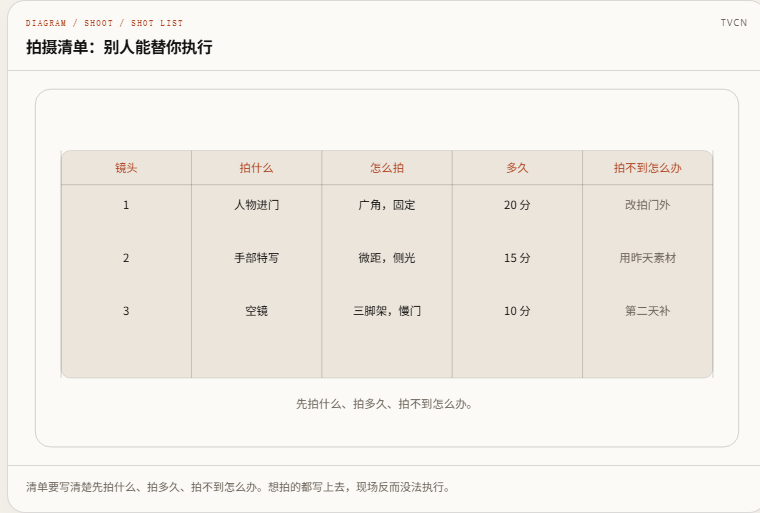 DIAGRAM / SHOOT / SHOT LIST
TVCN
拍摄清单：别人能替你执行
镜头 拍什么 怎么拍 多久 拍不到怎么办
1 人物进门 广角，固定 20 分 改拍门外
2 手部特写 微距，侧光 15 分 用昨天素材
3 空镜 三脚架，慢门 10 分 第二天补
先拍什么、拍多久、拍不到怎么办。
清单要写清楚先拍什么、拍多久、拍不到怎么办。想拍的都写上去，现场反而没法执行。